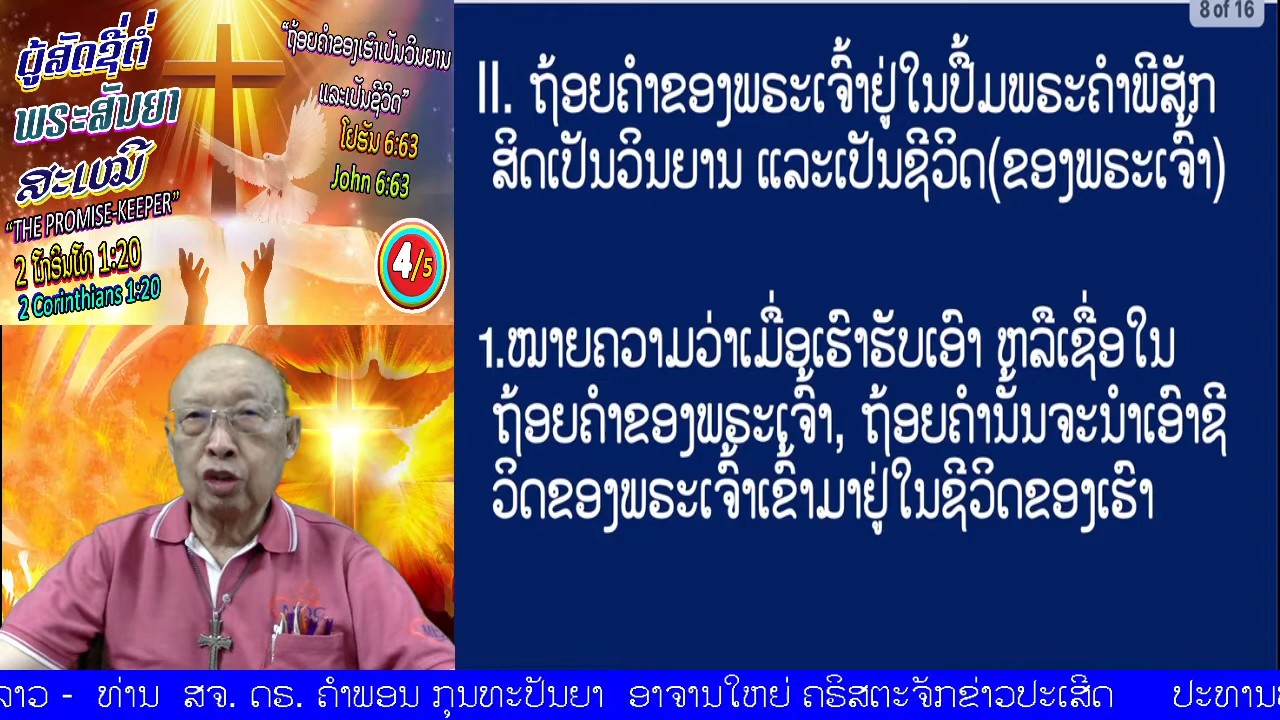 ຜູ້ສັດຊື່ຕໍ່
ພຣະສັນຍາ
ສະເໝີ
"THE PROMISE-KEEPER"
2 ໂກຣິນໂທ 1:20
2 Corinthians 1:20
"ຖ້ອຍຄຳຂອງເຮົາເປັນວິນຍານ
ແລະເປັນຊີວິດ"
ໂຢຮັນ 6:63
John 6:63
4/5
8 of 16
II. ຖ້ອຍຄຳຂອງພຣະເຈົ້າຢູ່ໃນປື້ມພຣະຄຳພີສັກ
ສິດເປັນວິນຍານ ແລະເປັນຊີວິດ(ຂອງພຣະເຈົ້າ)
1.ໝາຍຄວາມວ່າເມື່ອເຮົາຮັບເອົາ ຫລືເຊື່ອໃນ
ຖ້ອຍຄຳຂອງພຣະເຈົ້າ, ຖ້ອຍຄຳນັ້ນຈະນຳເອົາຊີ
ວິດຂອງພຣະເຈົ້າເຂົ້າມາຢູ່ໃນຊີວິດຂອງເຮົາ
ລາວ - ທ່ານ ສຈ. ດຣ. ຄຳພອນ ກຸນທະປັນຍາ ອາຈານໃຫຍ່ ຄຣິສຕະຈັກຂ່າວປະເສີດ ປະທານ